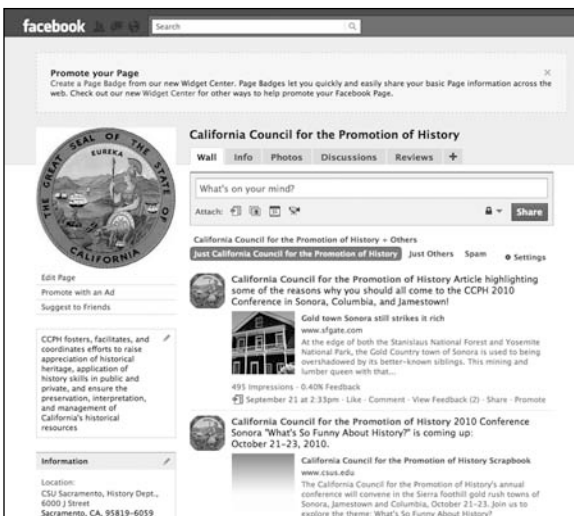 facebook
Search
Promote your Page
Create a Page Badge from our new Widget Center. Page Badges let you quickly and easily share your basic Page information across the
web. Check out our new Widget Center for other ways to help promote your Facebook Page.
THE GREAT SEAL OF THE STATE OF CALIFORNIA
EUREKA
Edit Page
Promote with an Ad
Suggest to Friends
CCPH fosters, facilitates, and
coordinates efforts to raise
appreciation of historical
heritage, application of
history skills in public and
private, and ensure the
preservation, interpretation,
and management of
California's historical
resources
Information
Location:
CSU Sacramento, History Dept.,
6000 J Street
Sacramento, CA, 95819-6059
California Council for the Promotion of History
Wall Info Photos Discussions Reviews +
What's on your mind?
Attach:
31
Share
California Council for the Promotion of History + Others
Just California Council for the Promotion of History Just Others Spam Settings
California Council for the Promotion of History Article highlighting
some of the reasons why you should all come to the CCPH 2010
Conference in Sonora, Columbia, and Jamestown!
Gold town Sonora still strikes it rich
www.sfgate.com
At the edge of both the Stanislaus National Forest and Yosemite
National Park, the Gold Country town of Sonora is used to being
overshadowed by its better-known siblings. This mining and
lumber queen with that...
495 Impressions · 0.40% Feedback
September 21 at 2:33pm · Like · Comment · View Feedback (2) · Share · Promote
California Council for the Promotion of History 2010 Conference
Sonora "What's So Funny About History?" is coming up:
October 21-23, 2010.
California Council for the Promotion of History Scrapbook
www.csus.edu
The California Council for the Promotion of History's annual
conference will convene in the Sierra foothill gold rush towns of
Sonora, Columbia, and Jamestown, California, October 21-23. Join us to
explore the theme: What's So Funny About History?